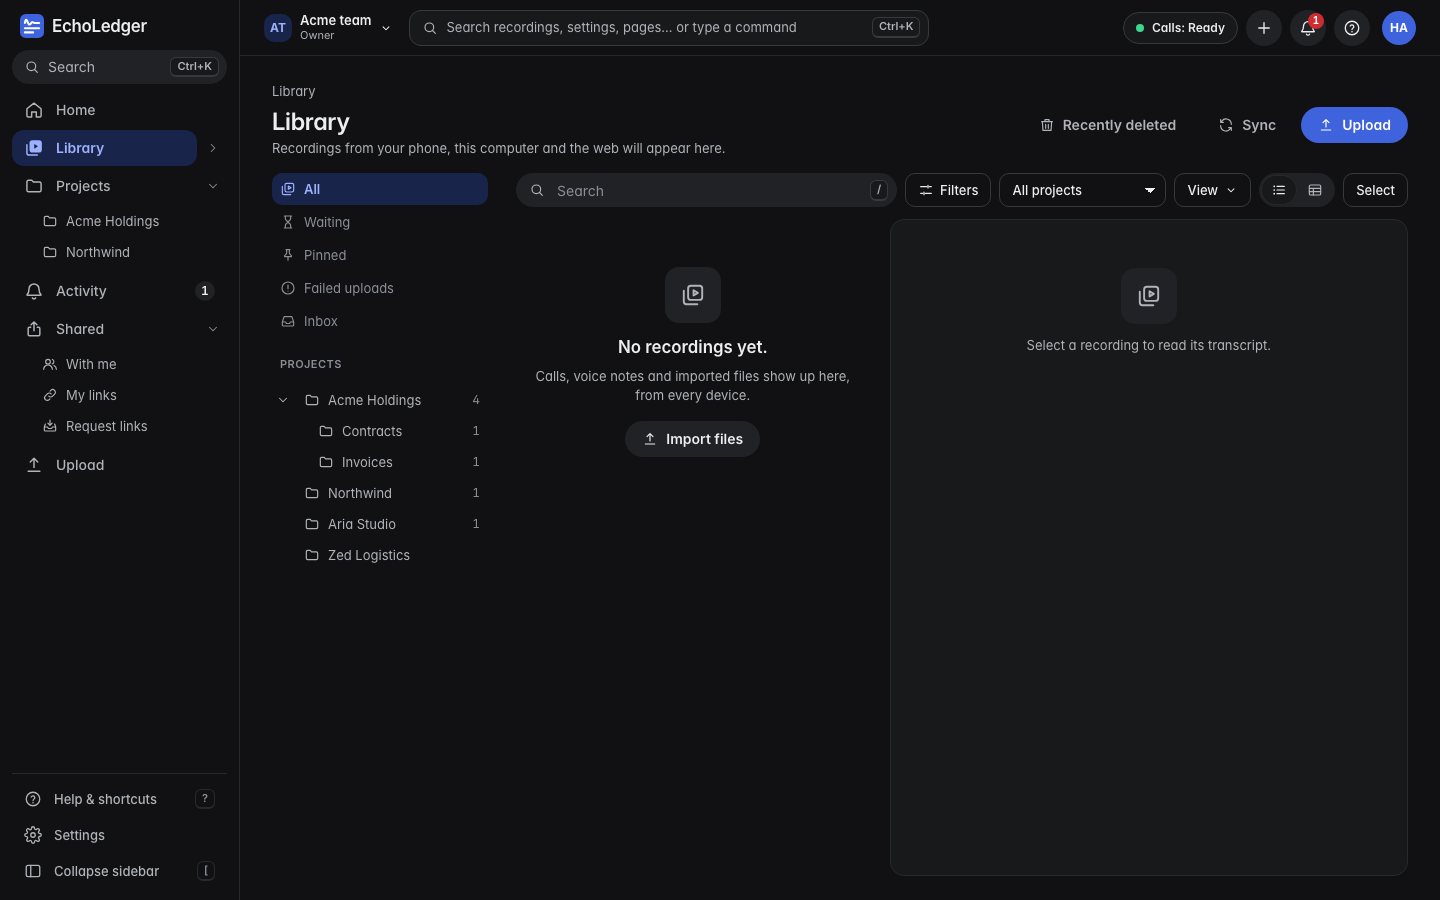 EchoLedger
Search Ctrl+K
Home
Library
Projects
Acme Holdings
Northwind
Activity 1
Shared
With me
My links
Request links
Upload
Help & shortcuts ?
Settings
Collapse sidebar [
AT Acme team
Owner
Search recordings, settings, pages... or type a command Ctrl+K
Calls: Ready
1
HA
Library
Library
Recordings from your phone, this computer and the web will appear here.
Recently deleted
Sync
Upload
All
Waiting
Pinned
Failed uploads
Inbox
PROJECTS
Acme Holdings 4
Contracts 1
Invoices 1
Northwind 1
Aria Studio 1
Zed Logistics
Search /
Filters
All projects
View
Select
No recordings yet.
Calls, voice notes and imported files show up here,
from every device.
Import files
Select a recording to read its transcript.